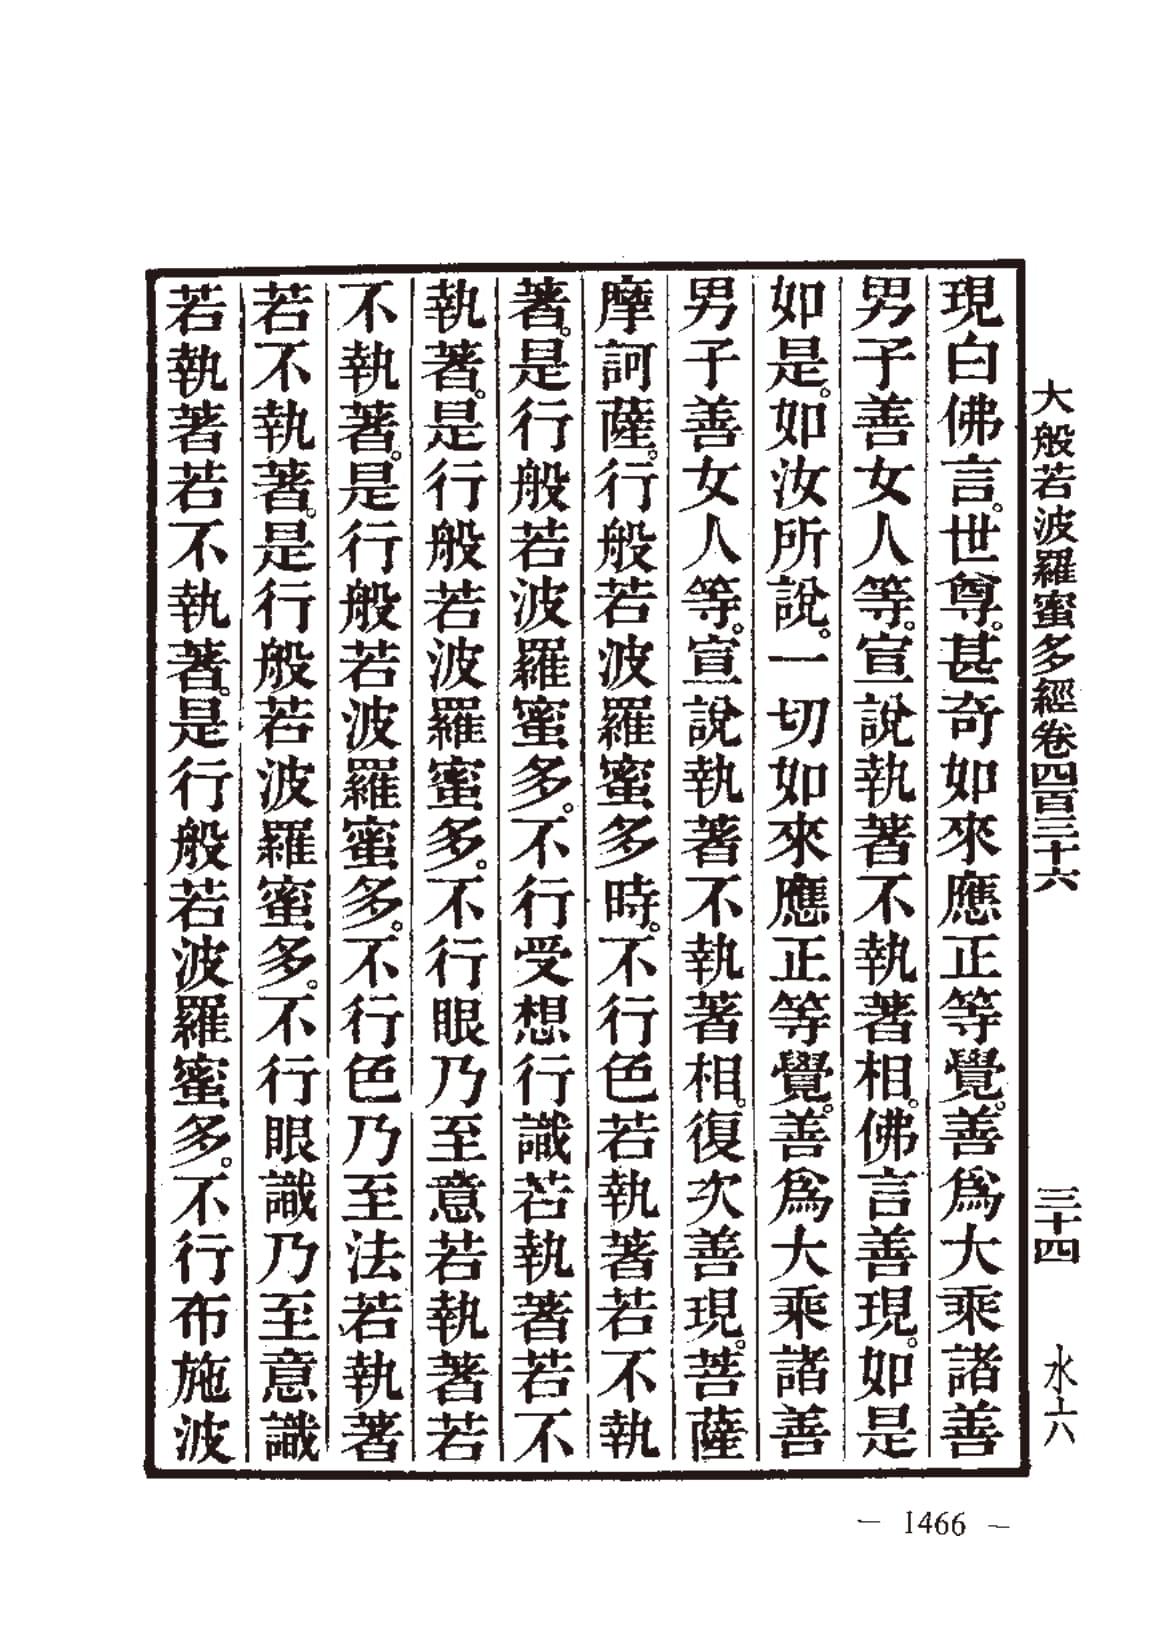 大般若波羅蜜多經卷四百三十六 三十四 水六
現白佛言。世尊。甚奇如來應正等覺。善爲大乘諸善
男子善女人等。宣說執著不執著相。佛言善現。如是
如是。如汝所說。一切如來應正等覺。善爲大乘諸善
男子善女人等。宣說執著不執著相。復次善現。菩薩
摩訶薩。行般若波羅蜜多時。不行色若執著若不執
著。是行般若波羅蜜多。不行受想行識若執著若不
執著。是行般若波羅蜜多。不行眼乃至意若執著若
不執著。是行般若波羅蜜多。不行色乃至法若執著
若不執著。是行般若波羅蜜多。不行眼識乃至意識
若執著若不執著。是行般若波羅蜜多。不行布施波
— 1466 —